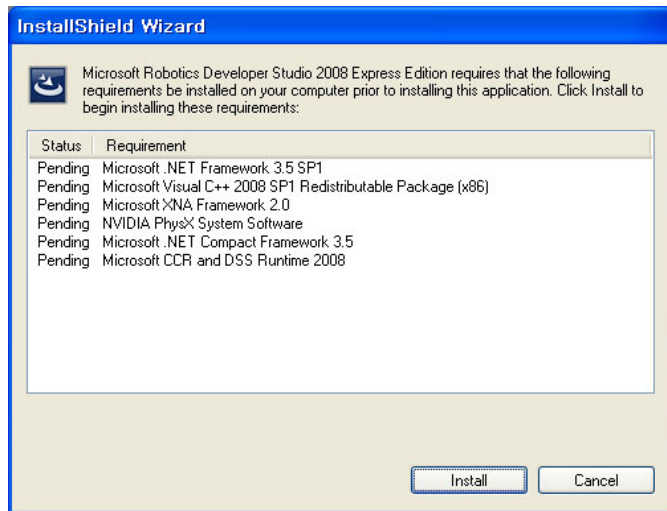 InstallShield Wizard
Microsoft Robotics Developer Studio 2008 Express Edition requires that the following
requirements be installed on your computer prior to installing this application. Click Install to
begin installing these requirements:
Status Requirement
Pending Microsoft .NET Framework 3.5 SP1
Pending Microsoft Visual C++ 2008 SP1 Redistributable Package (x86)
Pending Microsoft XNA Framework 2.0
Pending NVIDIA PhysX System Software
Pending Microsoft .NET Compact Framework 3.5
Pending Microsoft CCR and DSS Runtime 2008
Install Cancel